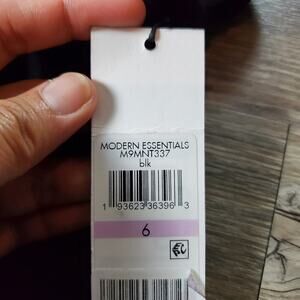 MODERN ESSENTIALS
M9MNT337
blk
1 93623 36396 3
6